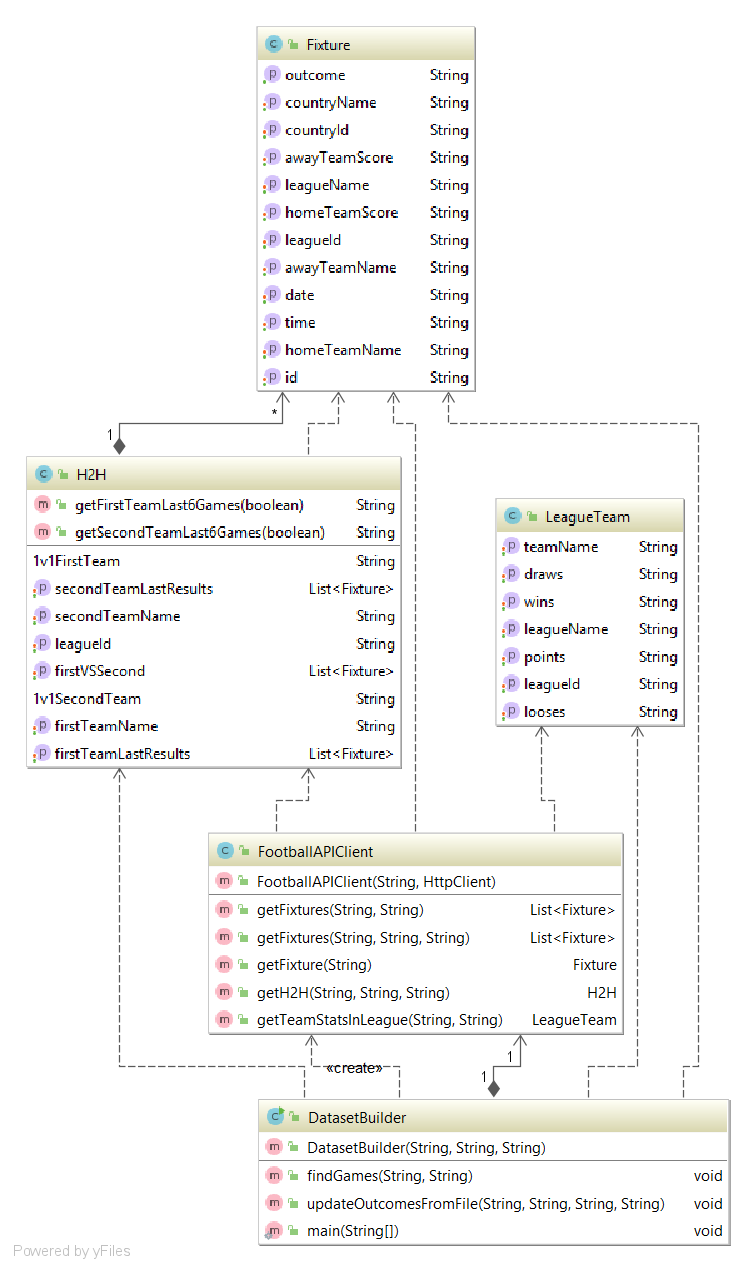 Fixture
outcome String
countryName String
countryId String
awayTeamScore String
leagueName String
homeTeamScore String
leagueId String
awayTeamName String
date String
time String
homeTeamName String
id String
*
1
H2H
getFirstTeamLast6Games(boolean) String
getSecondTeamLast6Games(boolean) String
1v1FirstTeam String
secondTeamLastResults List<Fixture>
secondTeamName String
leagueId String
firstVSSecond List<Fixture>
1v1SecondTeam String
firstTeamName String
firstTeamLastResults List<Fixture>
LeagueTeam
teamName String
draws String
wins String
leagueName String
points String
leagueId String
looses String
FootballAPIClient
FootballAPIClient(String, HttpClient)
getFixtures(String, String) List<Fixture>
getFixtures(String, String, String) List<Fixture>
getFixture(String) Fixture
getH2H(String, String, String) H2H
getTeamStatsInLeague(String, String) LeagueTeam
1
«create»
1
DatasetBuilder
DatasetBuilder(String, String, String)
findGames(String, String) void
updateOutcomesFromFile(String, String, String, String) void
main(String[]) void
Powered by yFiles